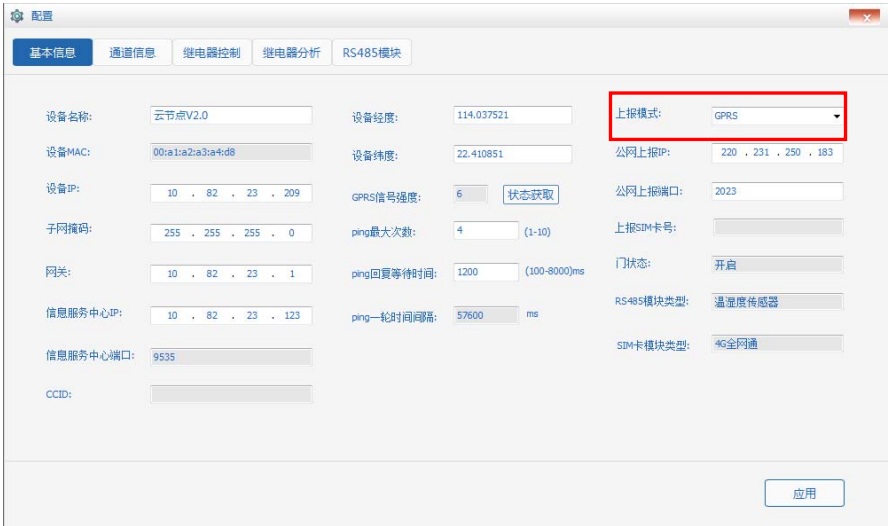 配置
基本信息 通道信息 继电器控制 继电器分析 RS485模块
设备名称: 云节点V2.0
设备MAC: 00:a1:a2:a3:a4:d8
设备IP: 10 . 82 . 23 . 209
子网掩码: 255 . 255 . 255 . 0
网关: 10 . 82 . 23 . 1
信息服务中心IP: 10 . 82 . 23 . 123
信息服务中心端口: 9535
CCID:
设备经度: 114.037521
设备纬度: 22.410851
GPRS信号强度: 6 状态获取
ping最大次数: 4 (1-10)
ping回复等待时间: 1200 (100-8000)ms
ping一轮时间间隔: 57600 ms
上报模式: GPRS
公网上报IP: 220 . 231 . 250 . 183
公网上报端口: 2023
上报SIM卡号:
门状态: 开启
RS485模块类型: 温湿度传感器
SIM卡模块类型: 4G全网通
应用